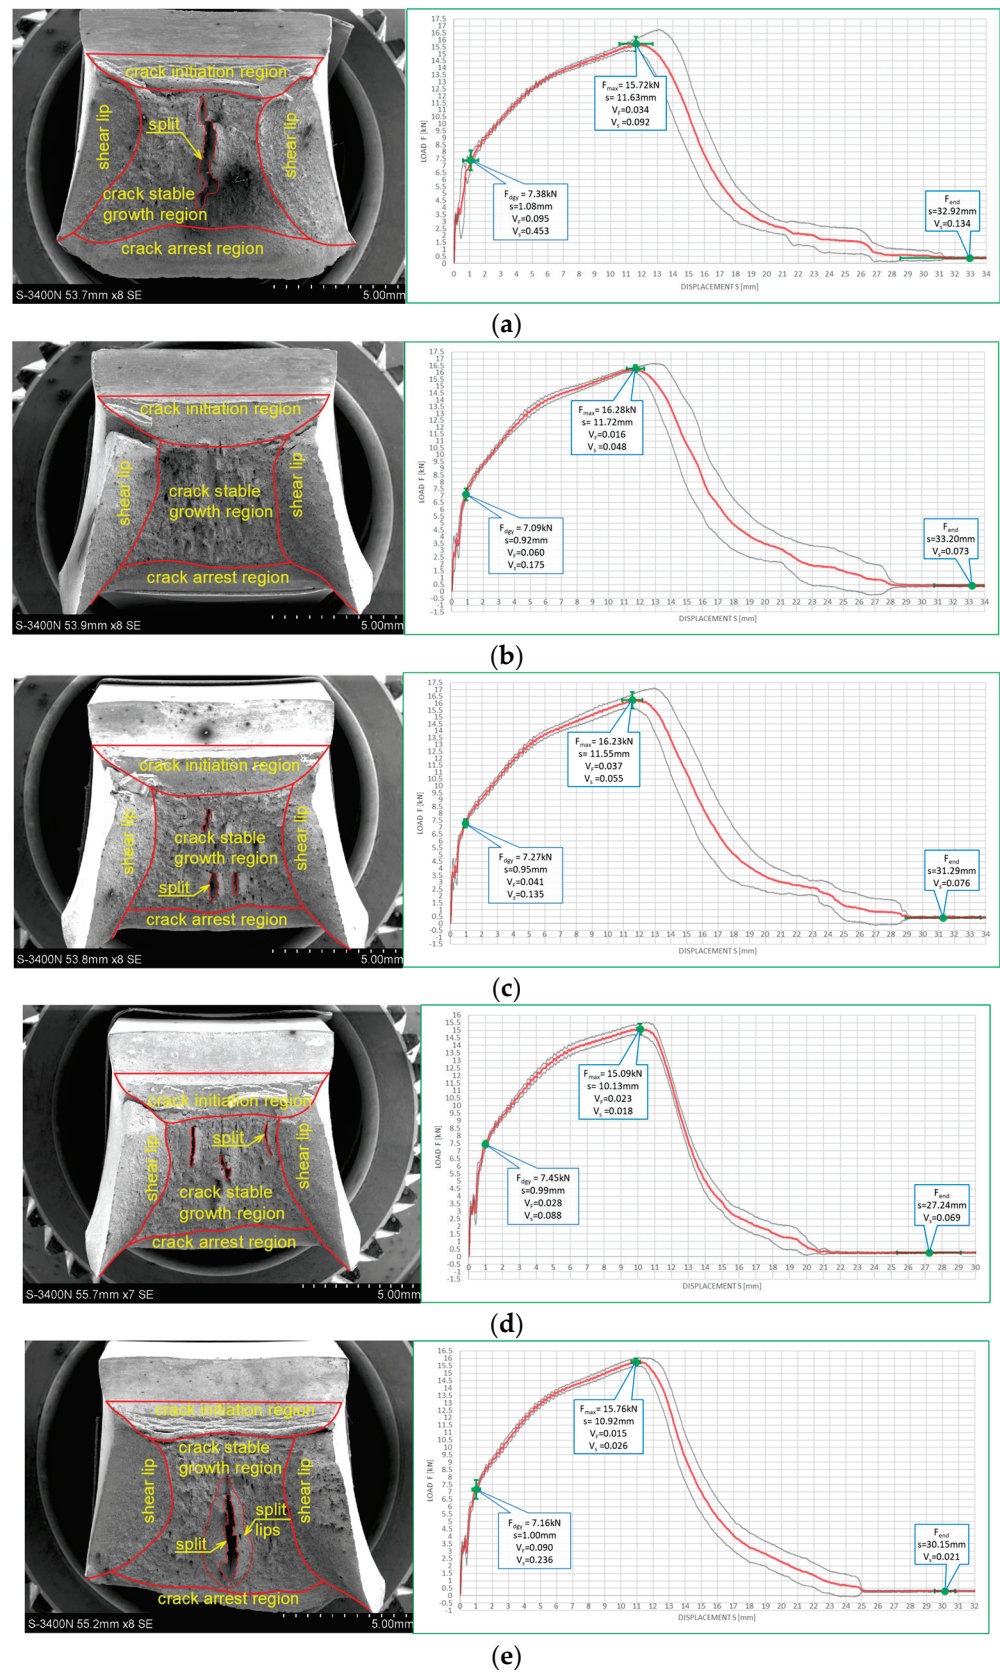 crack initiation region
shear lip
split
shear lip
crack stable
growth region
crack arrest region
S-3400N 53.7mm x8 SE
5.00mm
LOAD F [kN]
Fmax = 15.72kN
s= 11.63mm
VF=0.034
Vs =0.092
Fdgy = 7.38kN
s=1.08mm
VF=0.095
Vs=0.453
Fend
s=32.92mm
Vs=0.134
DISPLACEMENT S [mm]
(a)
crack initiation region
shear lip
crack stable
growth region
shear lip
crack arrest region
S-3400N 53.9mm x8 SE
5.00mm
LOAD F [kN]
Fmax = 16.28kN
s= 11.72mm
VF=0.016
Vs =0.048
Fdgy = 7.09kN
s=0.92mm
VF=0.060
Vs=0.175
Fend
s=33.20mm
Vs=0.073
DISPLACEMENT S [mm]
(b)
crack initiation region
shear lip
crack stable
growth region
shear lip
split
crack arrest region
S-3400N 53.8mm x8 SE
5.00mm
LOAD F [kN]
Fmax = 16.23kN
s= 11.55mm
VF=0.037
Vs =0.055
Fdgy = 7.27kN
s=0.95mm
VF=0.041
Vs=0.135
Fend
s=31.29mm
Vs=0.076
DISPLACEMENT S [mm]
(c)
crack initiation region
shear lip
split
shear lip
crack stable
growth region
crack arrest region
S-3400N 55.7mm x7 SE
5.00mm
LOAD F [kN]
Fmax = 15.09kN
s= 10.13mm
VF=0.023
Vs =0.018
Fdgy = 7.45kN
s=0.99mm
VF=0.028
Vs=0.088
Fend
s=27.24mm
Vs=0.069
DISPLACEMENT S [mm]
(d)
crack initiation region
crack stable
growth region
shear lip
shear lip
split
lips
split
crack arrest region
S-3400N 55.2mm x8 SE
5.00mm
LOAD F [kN]
Fmax = 15.76kN
s= 10.92mm
VF=0.015
Vs =0.026
Fdgy = 7.16kN
s=1.00mm
VF=0.090
Vs=0.236
Fend
s=30.15mm
Vs=0.021
DISPLACEMENT S [mm]
(e)